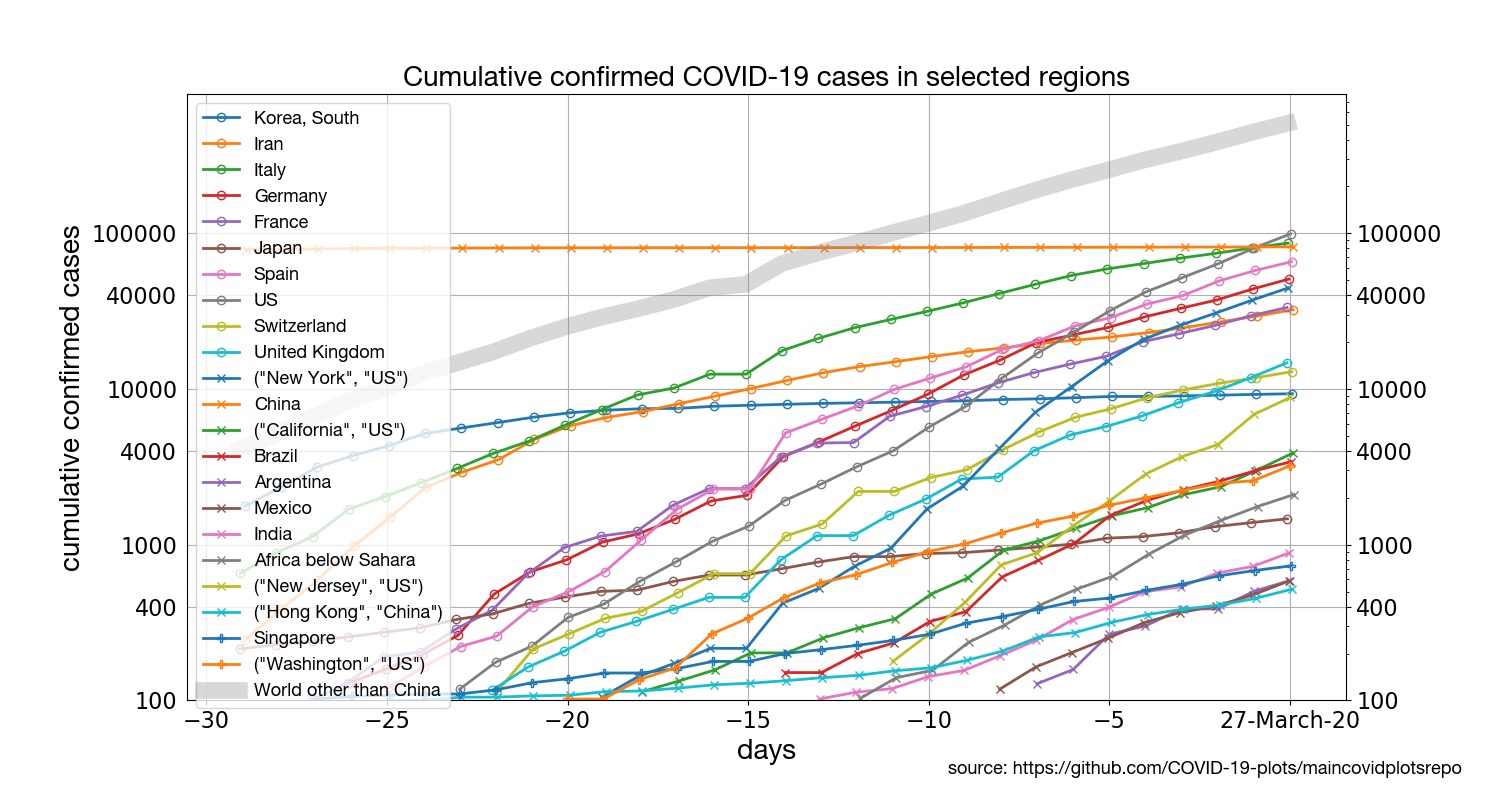 Cumulative confirmed COVID-19 cases in selected regions
cumulative confirmed cases
100000
40000
10000
4000
1000
400
100
Korea, South
Iran
Italy
Germany
France
Japan
Spain
US
Switzerland
United Kingdom
("New York", "US")
China
("California", "US")
Brazil
Argentina
Mexico
India
Africa below Sahara
("New Jersey", "US")
("Hong Kong", "China")
Singapore
("Washington", "US")
World other than China
100000
40000
10000
4000
1000
400
100
−30 −25 −20 −15 −10 −5 27-March-20
days
source: https://github.com/COVID-19-plots/maincovidplotsrepo